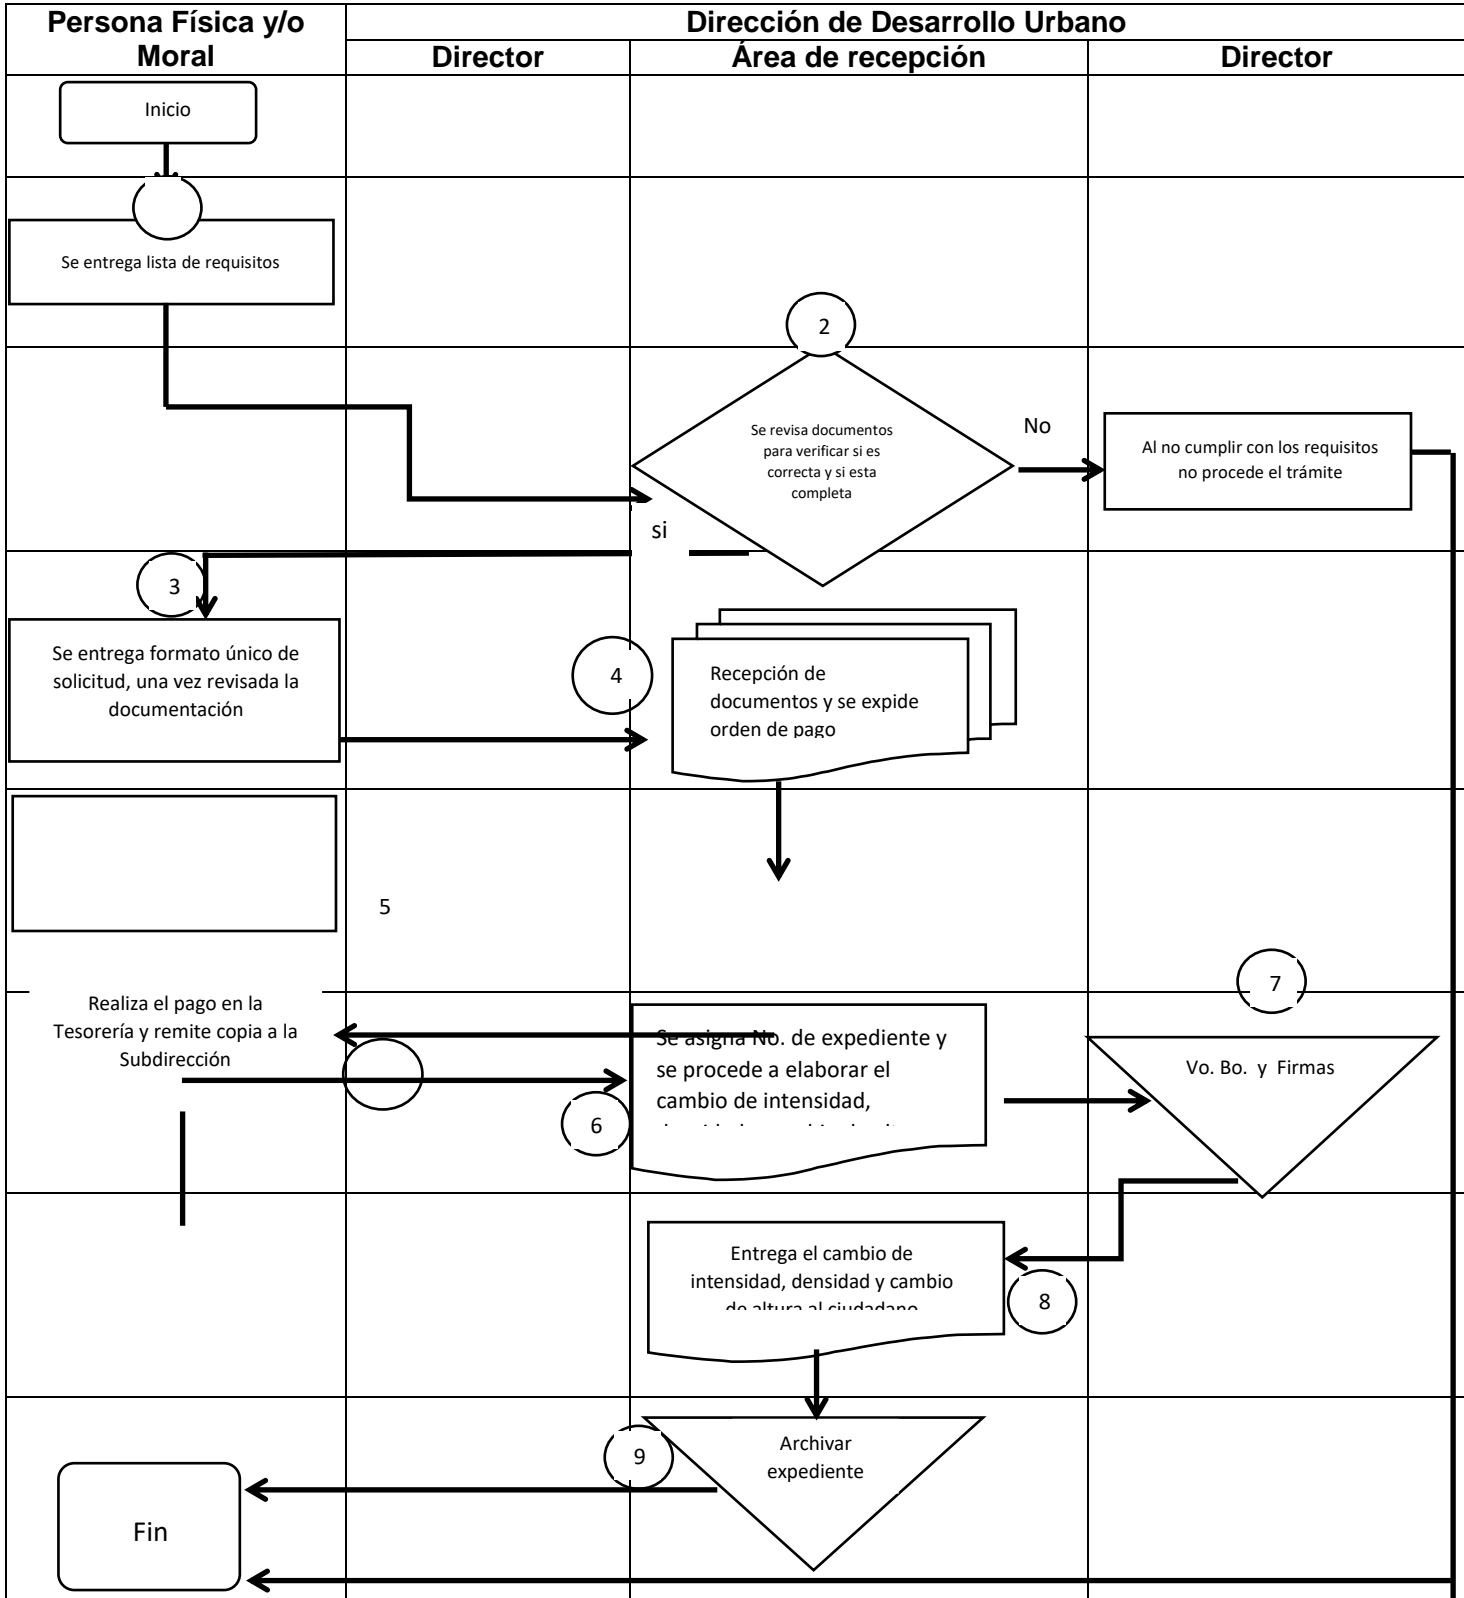 Persona Física y/o
Moral
Dirección de Desarrollo Urbano
Director
Área de recepción
Director
Inicio
Se entrega lista de requisitos
2
Se revisa documentos
para verificar si es
correcta y si esta
completa
No
Al no cumplir con los requisitos
no procede el trámite
si
3
Se entrega formato único de
solicitud, una vez revisada la
documentación
4
Recepción de
documentos y se expide
orden de pago
5
7
Realiza el pago en la
Tesorería y remite copia a la
Subdirección
Se asigna No. de expediente y
se procede a elaborar el
cambio de intensidad,
6
Vo. Bo. y Firmas
Entrega el cambio de
intensidad, densidad y cambio
de altura al ciudadano
8
9
Archivar
expediente
Fin